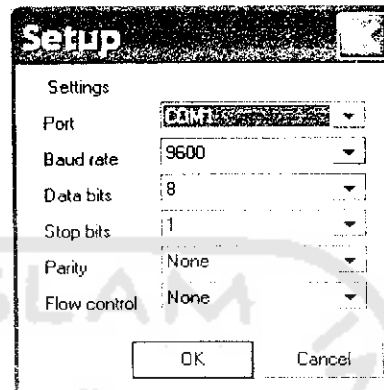 Setup
Settings
Port COM1
Baud rate 9600
Data bits 8
Stop bits 1
Parity None
Flow control None
OK Cancel
SLAM